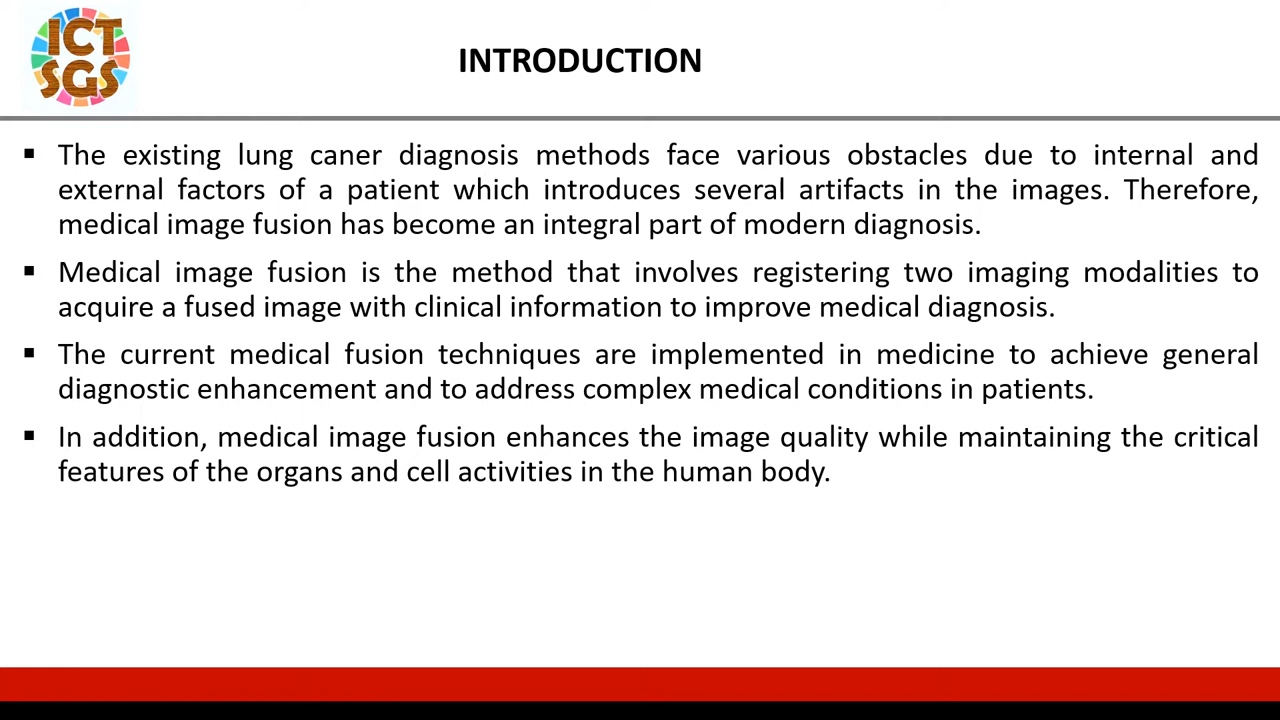 ICT
SGS
INTRODUCTION
▪ The existing lung caner diagnosis methods face various obstacles due to internal and
external factors of a patient which introduces several artifacts in the images. Therefore,
medical image fusion has become an integral part of modern diagnosis.
▪ Medical image fusion is the method that involves registering two imaging modalities to
acquire a fused image with clinical information to improve medical diagnosis.
▪ The current medical fusion techniques are implemented in medicine to achieve general
diagnostic enhancement and to address complex medical conditions in patients.
▪ In addition, medical image fusion enhances the image quality while maintaining the critical
features of the organs and cell activities in the human body.